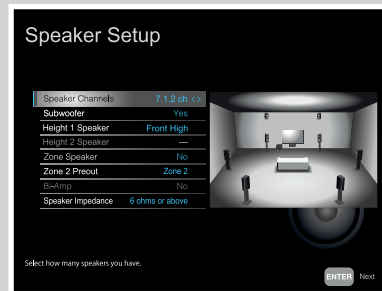 Speaker Setup
Speaker Channels 7.1.2 ch <>
Subwoofer Yes
Height 1 Speaker Front High
Height 2 Speaker —
Zone Speaker No
Zone 2 Preout Zone 2
Bi-Amp No
Speaker Impedance 6 ohms or above
Select how many speakers you have.
ENTER Next